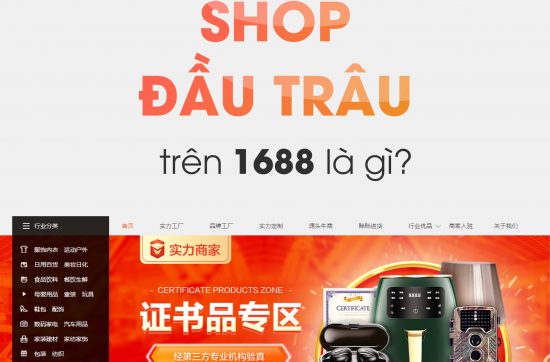 SHOP
ĐẦU TRÂU
trên 1688 là gì?
行业分类 首页 实力工厂 品牌工厂 实力定制 源头牛商 除除进货 行业优品 商家入驻 关于我们
服饰内衣 运动户外
日用百货 美妆日化
食品饮料 餐饮生鲜
母婴用品 童装 玩具
鞋包 配饰
数码家电 汽车用品
家装建材 家纺家饰
包装 纺织
实力商家
CERTIFICATE PRODUCTS ZONE
证书品专区
经第三方专业机构验真
CERTIFICATE